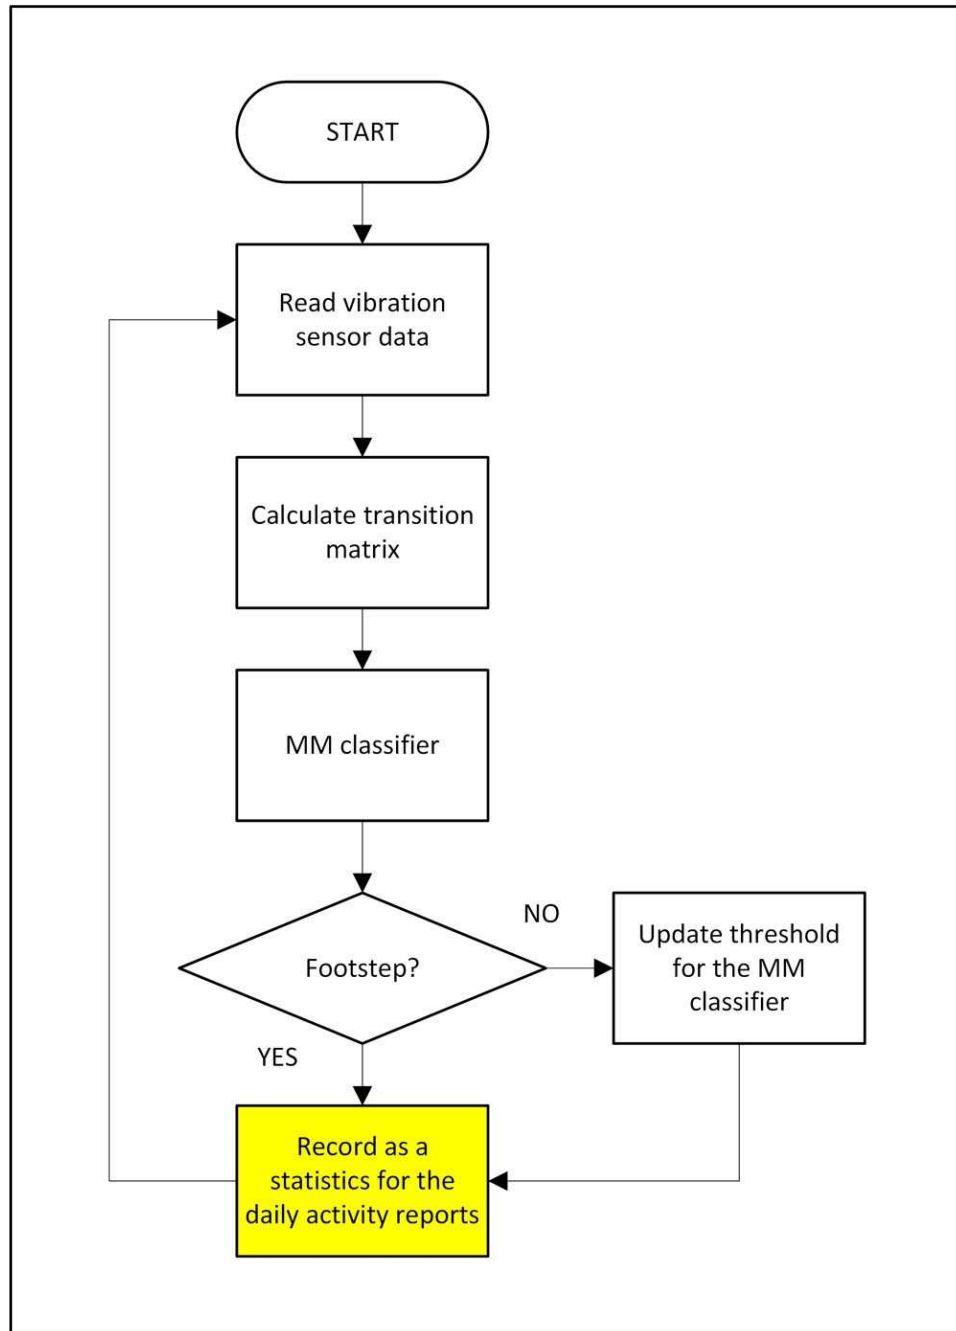 START
Read vibration
sensor data
Calculate transition
matrix
MM classifier
Footstep?
NO
Update threshold
for the MM
classifier
YES
Record as a
statistics for the
daily activity reports